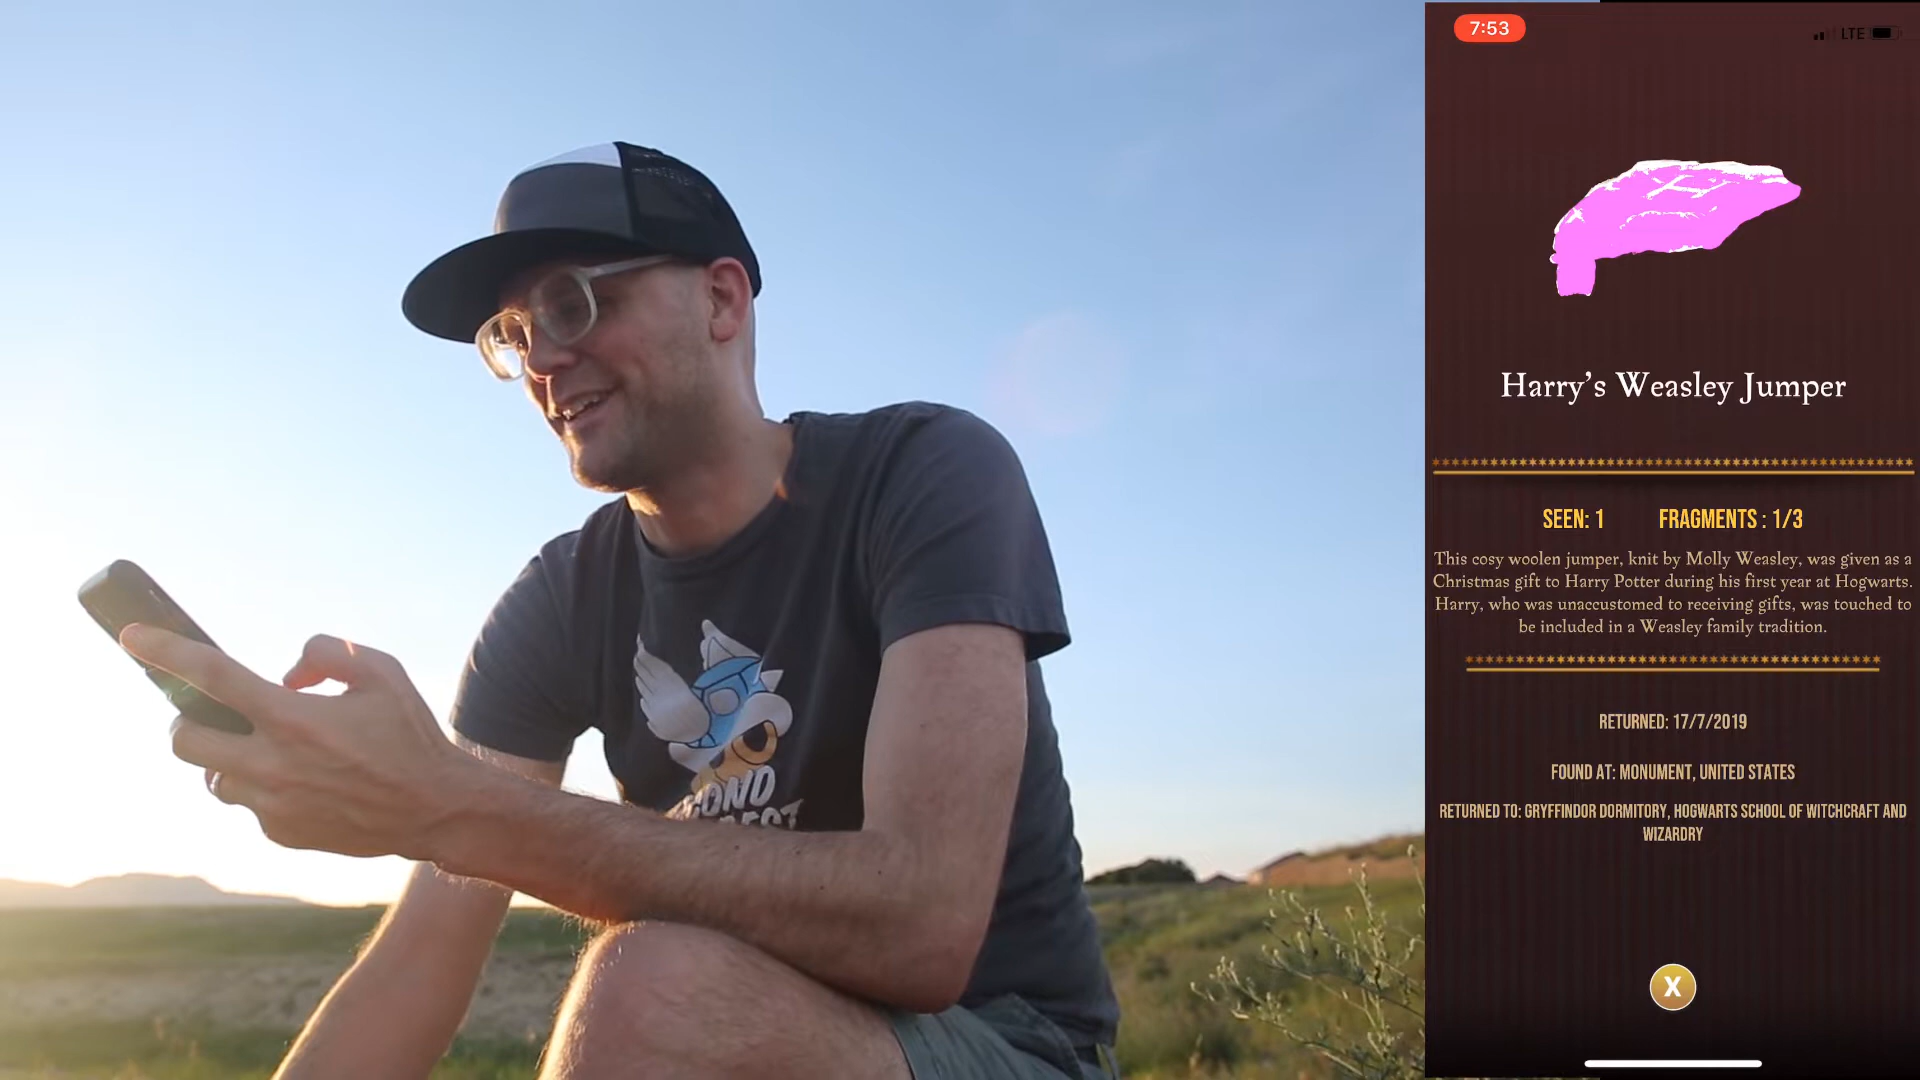 7:53
LTE
Harry's Weasley Jumper
SEEN: 1 FRAGMENTS : 1/3
This cosy woolen jumper, knit by Molly Weasley, was given as a
Christmas gift to Harry Potter during his first year at Hogwarts.
Harry, who was unaccustomed to receiving gifts, was touched to
be included in a Weasley family tradition.
RETURNED: 17/7/2019
FOUND AT: MONUMENT, UNITED STATES
RETURNED TO: GRYFFINDOR DORMITORY, HOGWARTS SCHOOL OF WITCHCRAFT AND
WIZARDRY
X